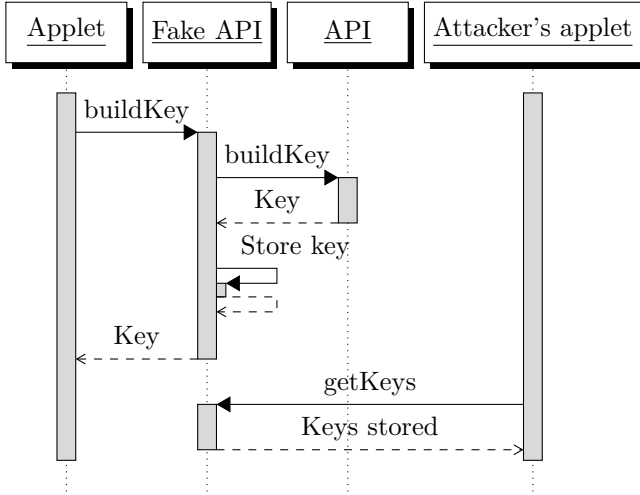 Applet
Fake API
API
Attacker's applet
buildKey
buildKey
Key
Store key
Key
getKeys
Keys stored